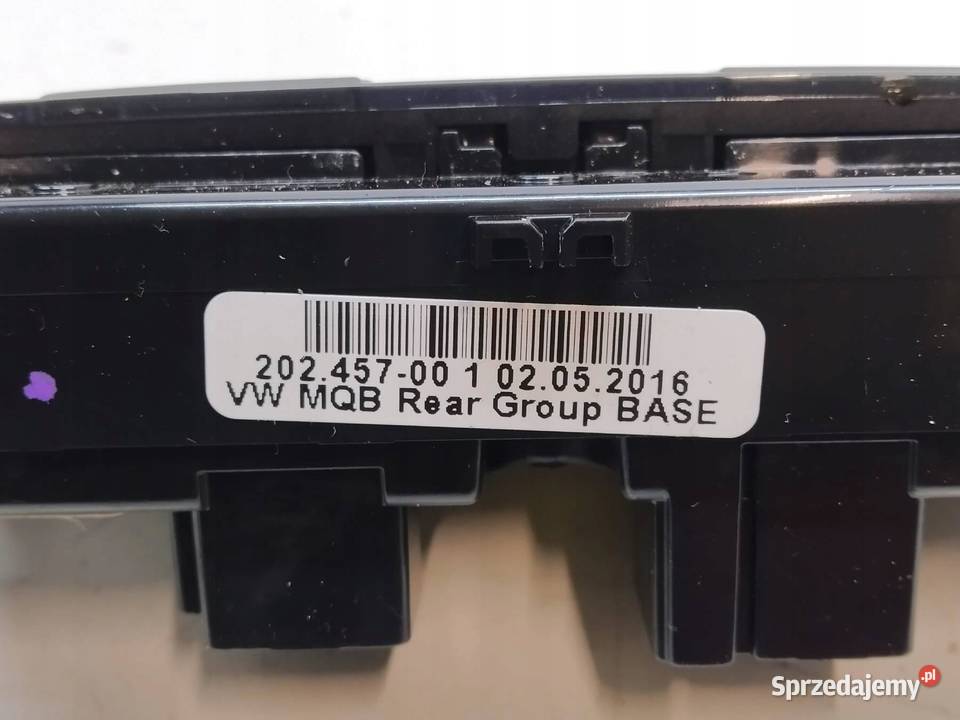 202.457-00 1 02.05.2016
VW MQB Rear Group BASE
Sprzedajemy.pl